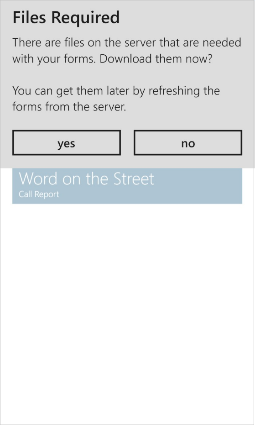 Files Required
There are files on the server that are needed
with your forms. Download them now?
You can get them later by refreshing the
forms from the server.
yes no
Word on the Street
Call Report